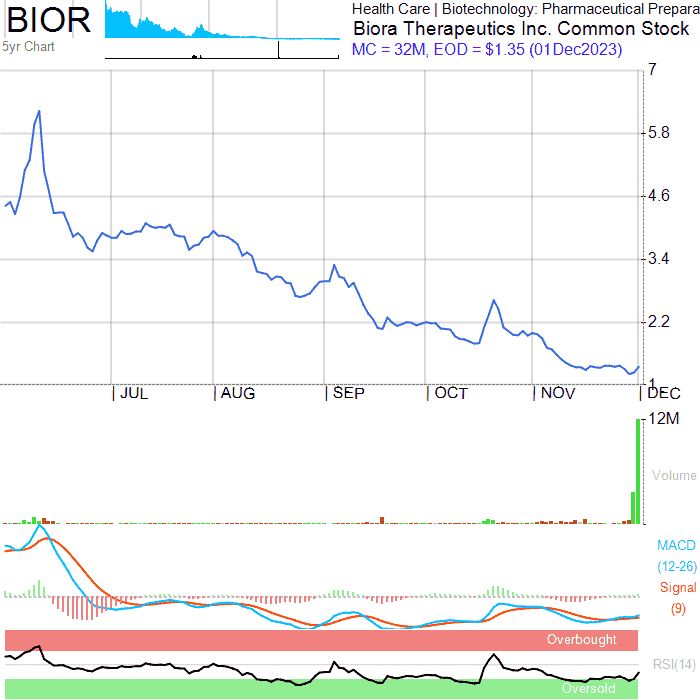 BIOR
5yr Chart
Health Care | Biotechnology: Pharmaceutical Prepara
Biora Therapeutics Inc. Common Stock
MC = 32M, EOD = $1.35 (01Dec2023)
7
5.8
4.6
3.4
2.2
1
| JUL | AUG | SEP | OCT | NOV | DEC
12M
Volume
MACD
(12-26)
Signal
(9)
Overbought
RSI(14)
Oversold